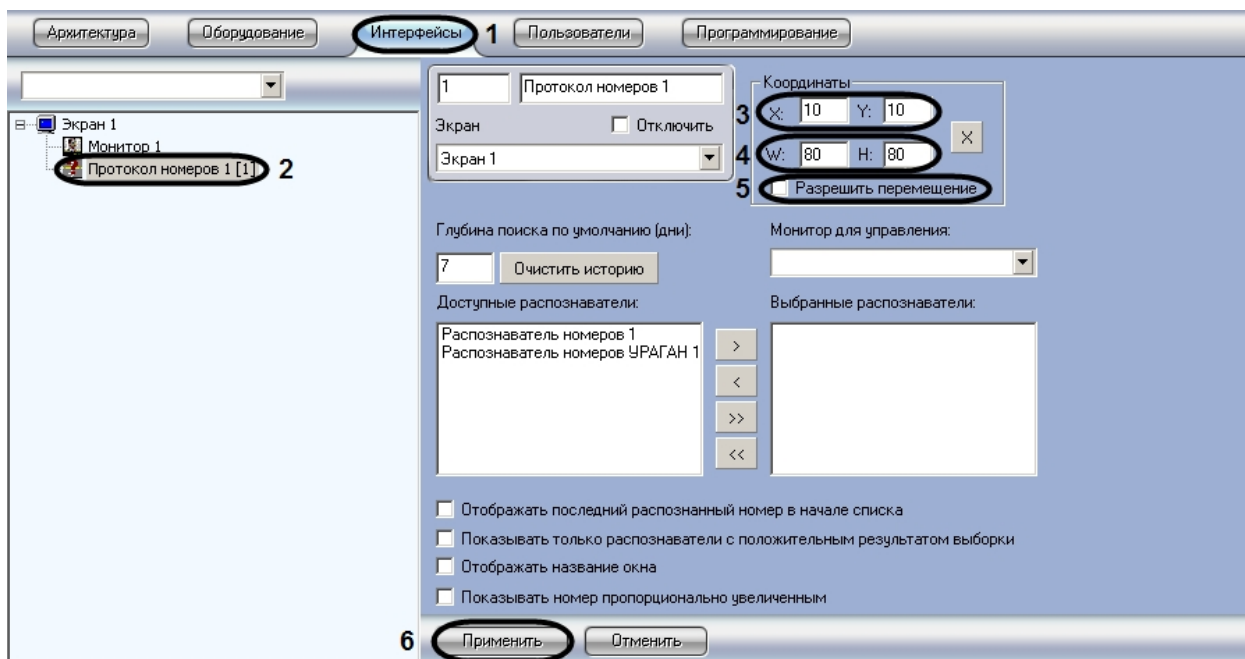 Архитектура Оборудование Интерфейсы 1 Пользователи Программирование
Экран 1
Монитор 1
Протокол номеров 1 [1] 2
1 Протокол номеров 1
Экран Отключить
Экран 1
Координаты
3 X: 10 Y: 10
4 W: 80 H: 80 X
5 Разрешить перемещение
Глубина поиска по умолчанию (дни):
7 Очистить историю
Монитор для управления:
Доступные распознаватели:
Распознаватель номеров 1
Распознаватель номеров УРАГАН 1
>
<
>>
<<
Выбранные распознаватели:
Отображать последний распознанный номер в начале списка
Показывать только распознаватели с положительным результатом выборки
Отображать название окна
Показывать номер пропорционально увеличенным
6 Применить Отменить